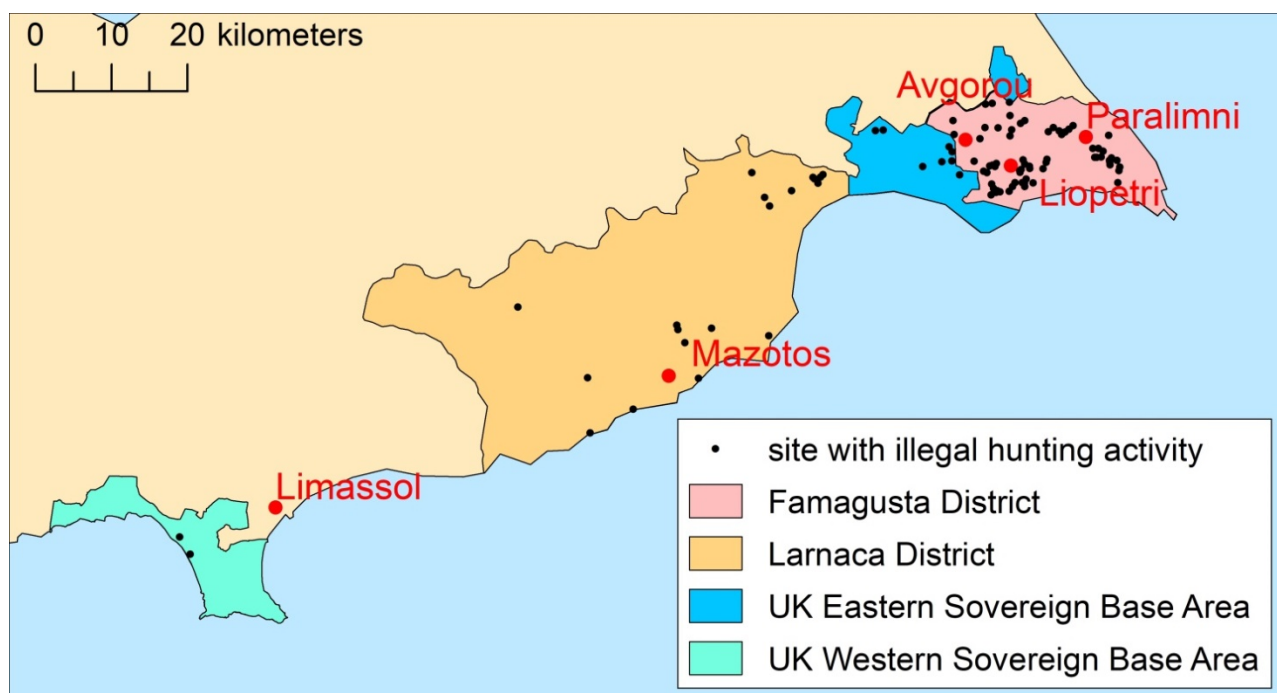 0 10 20 kilometers
Avgorou
Paralimni
Liopetri
Mazotos
Limassol
site with illegal hunting activity
Famagusta District
Larnaca District
UK Eastern Sovereign Base Area
UK Western Sovereign Base Area